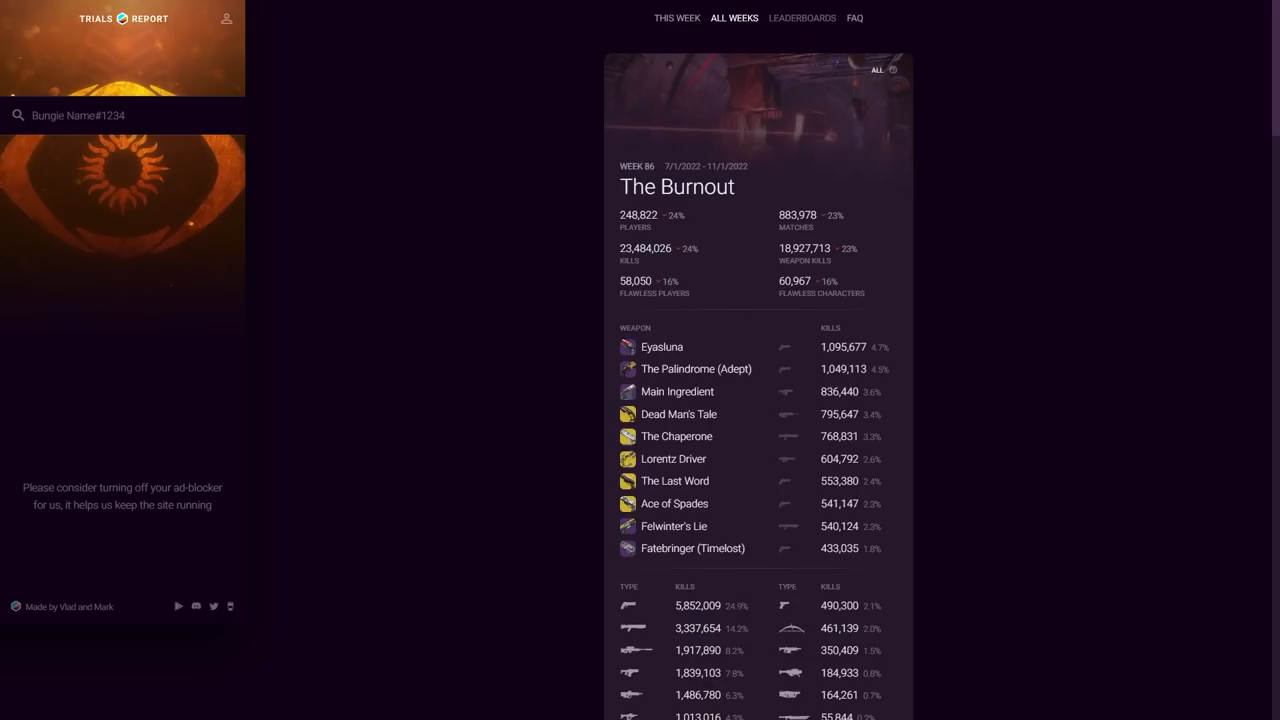 TRIALS REPORT
THIS WEEK ALL WEEKS LEADERBOARDS FAQ
Bungie Name#1234
Please consider turning off your ad-blocker
for us, it helps us keep the site running
Made by Vlad and Mark
ALL
WEEK 86 7/1/2022 - 11/1/2022
The Burnout
248,822 24% 883,978 23%
PLAYERS MATCHES
23,484,026 24% 18,927,713 23%
KILLS WEAPON KILLS
58,050 16% 60,967 16%
FLAWLESS PLAYERS FLAWLESS CHARACTERS
WEAPON KILLS
Eyasluna 1,095,677 4.7%
The Palindrome (Adept) 1,049,113 4.5%
Main Ingredient 836,440 3.6%
Dead Man's Tale 795,647 3.4%
The Chaperone 768,831 3.3%
Lorentz Driver 604,792 2.6%
The Last Word 553,380 2.4%
Ace of Spades 541,147 2.3%
Felwinter's Lie 540,124 2.3%
Fatebringer (Timelost) 433,035 1.8%
TYPE KILLS TYPE KILLS
5,852,009 24.9% 490,300 2.1%
3,337,654 14.2% 461,139 2.0%
1,917,890 8.2% 350,409 1.5%
1,839,103 7.8% 184,933 0.8%
1,486,780 6.3% 164,261 0.7%
1,013,016 4.3% 55,844 0.2%